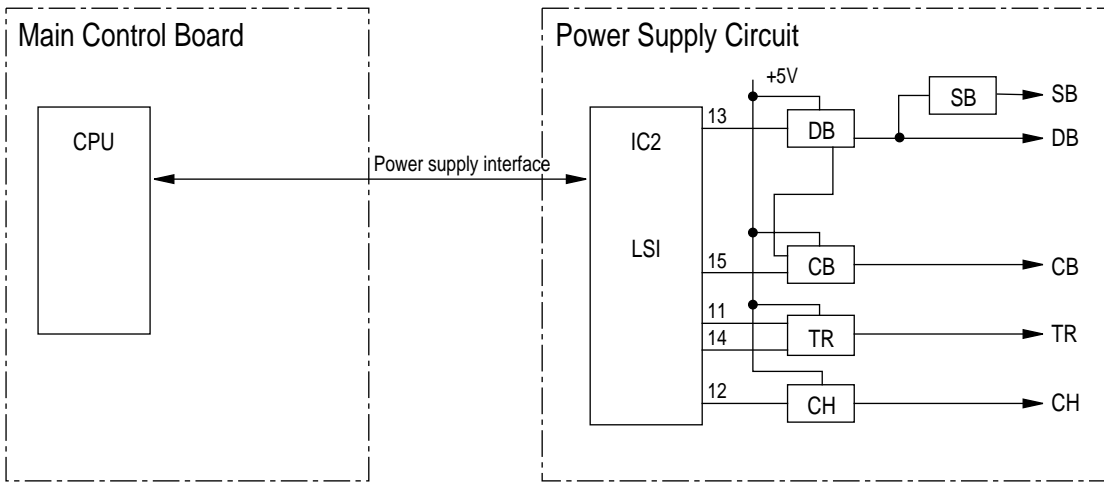 Main Control Board
Power Supply Circuit
CPU
Power supply interface
IC2
LSI
+5V
13
DB
SB
SB
DB
15
CB
CB
11
14
TR
TR
12
CH
CH